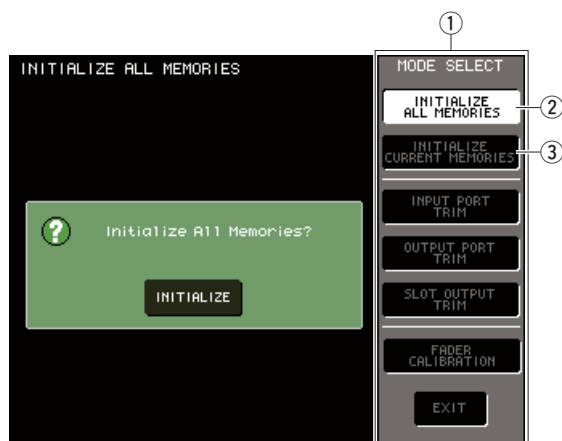 ①
INITIALIZE ALL MEMORIES
MODE SELECT
INITIALIZE
ALL MEMORIES
②
INITIALIZE
CURRENT MEMORIES
③
INPUT PORT
TRIM
Initialize All Memories?
OUTPUT PORT
TRIM
INITIALIZE
SLOT OUTPUT
TRIM
FADER
CALIBRATION
EXIT